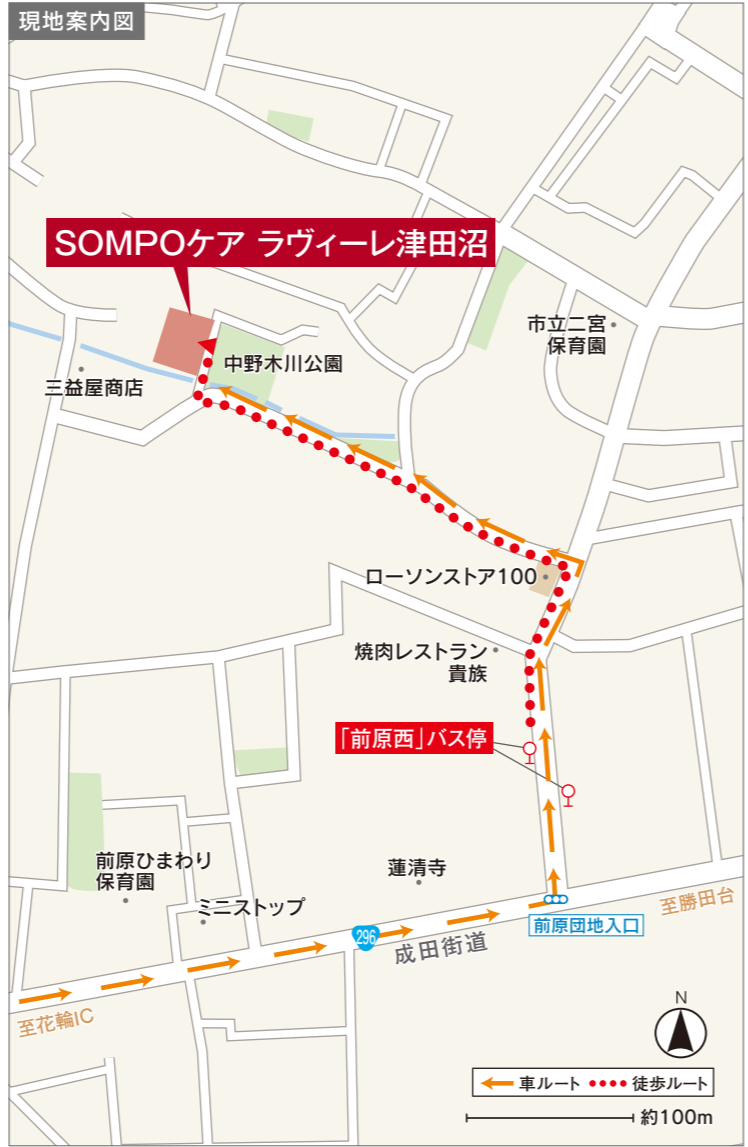 現地案内図
SOMPOケア ラヴィーレ津田沼
市立二宮
保育園
中野木川公園
三益屋商店
ローソンストア100
焼肉レストラン
貴族
「前原西」バス停
前原ひまわり
保育園
蓮清寺
ミニストップ
至勝田台
前原団地入口
296
成田街道
至花輪IC
N
車ルート
徒歩ルート
約100m